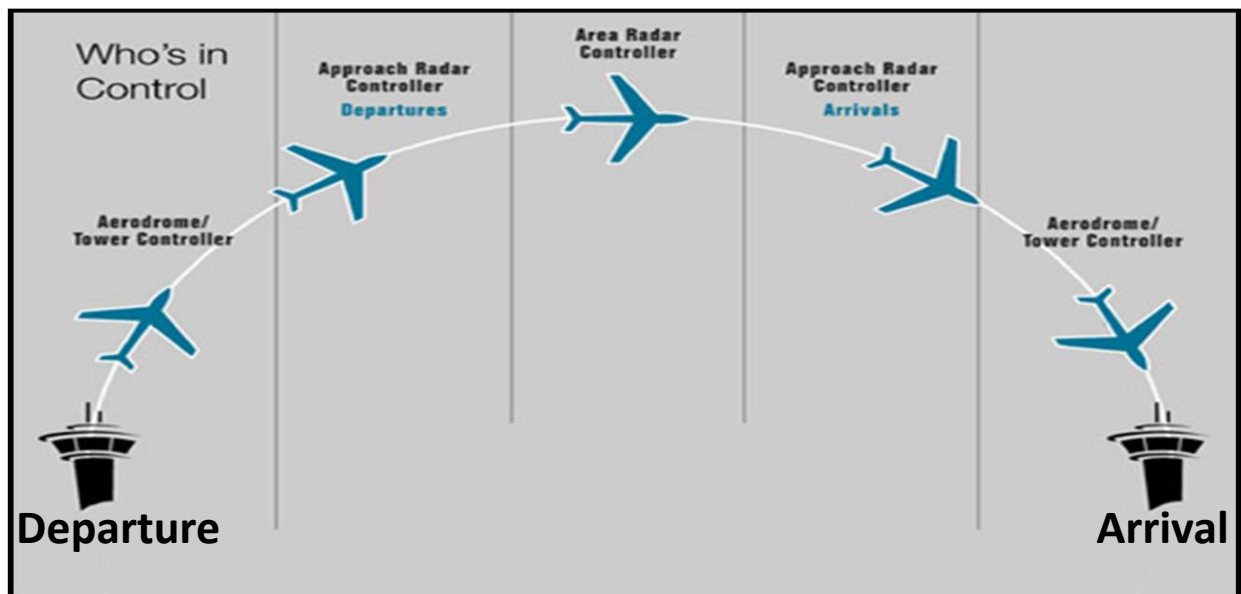 Who's in
Control
Aerodrome/
Tower Controller
Approach Radar
Controller
Departures
Area Radar
Controller
Approach Radar
Controller
Arrivals
Aerodrome/
Tower Controller
Departure
Arrival